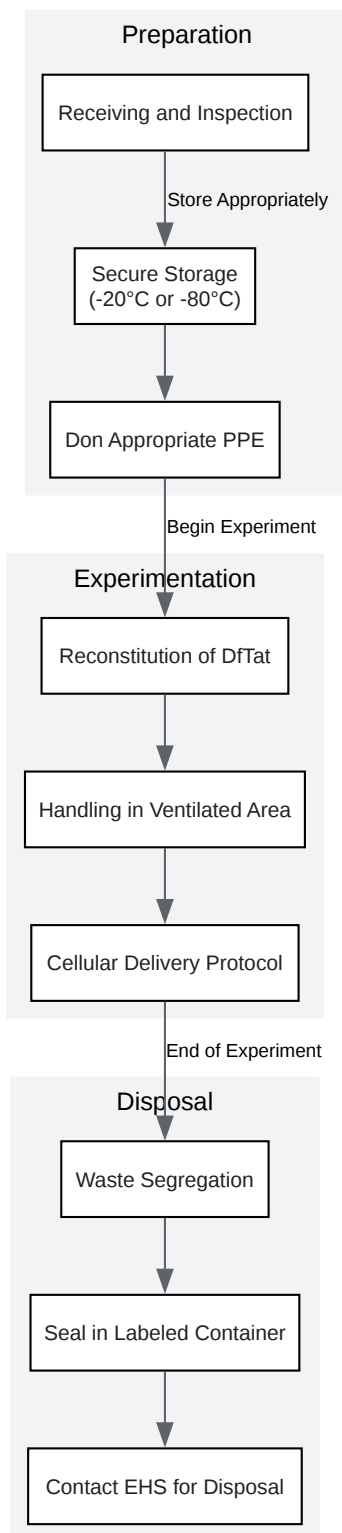 Preparation
Receiving and Inspection
Store Appropriately
Secure Storage
(-20°C or -80°C)
Don Appropriate PPE
Begin Experiment
Experimentation
Reconstitution of DfTat
Handling in Ventilated Area
Cellular Delivery Protocol
End of Experiment
Disposal
Waste Segregation
Seal in Labeled Container
Contact EHS for Disposal